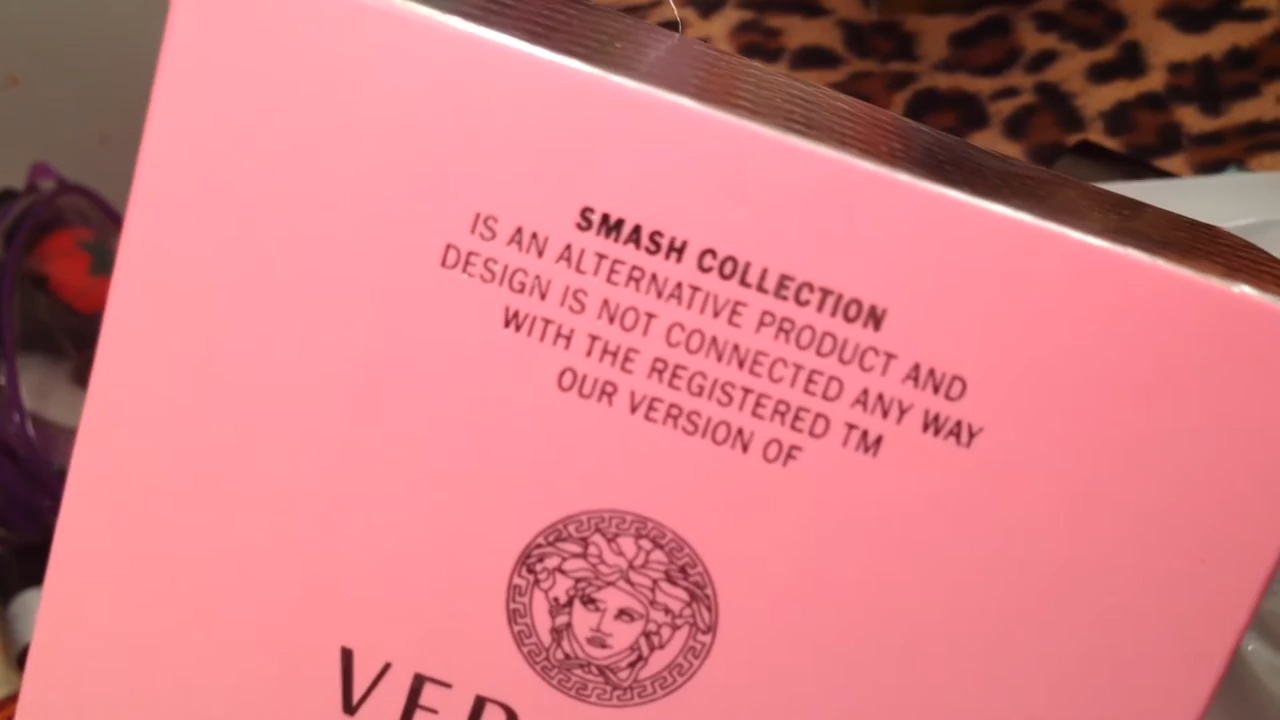 SMASH COLLECTION
IS AN ALTERNATIVE PRODUCT AND
DESIGN IS NOT CONNECTED ANY WAY
WITH THE REGISTERED TM
OUR VERSION OF